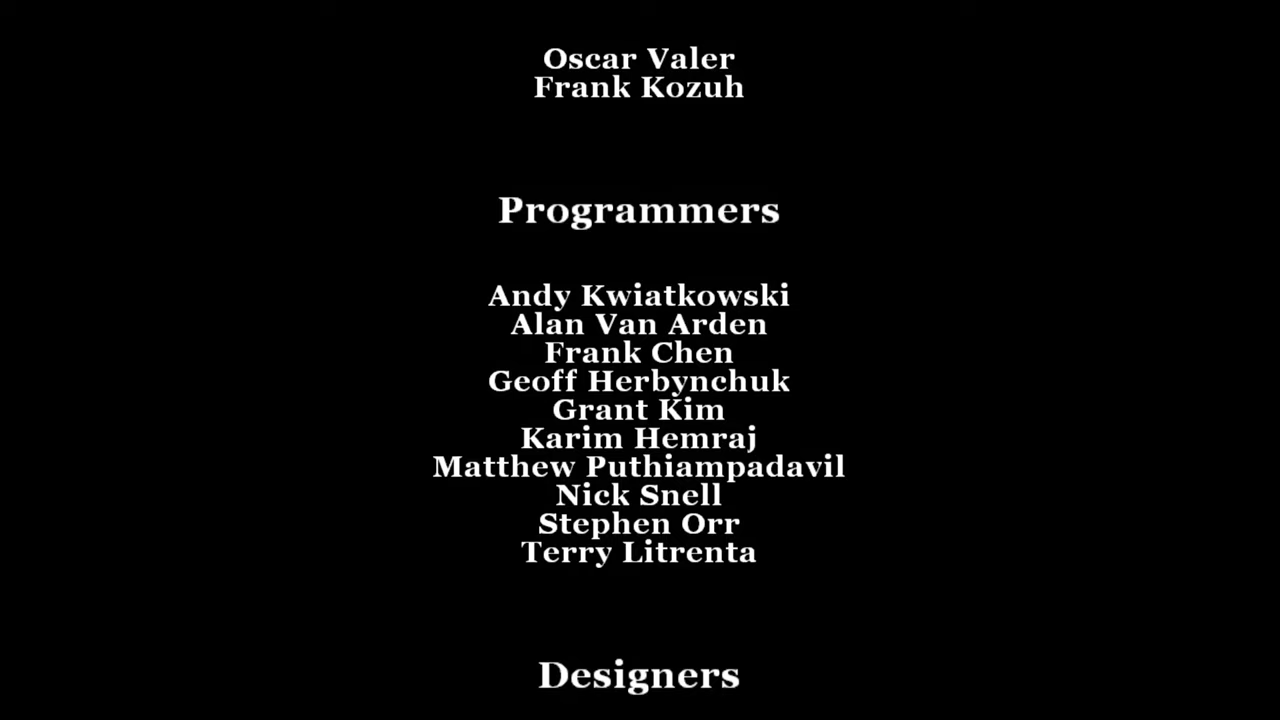 Oscar Valer
Frank Kozuh
Programmers
Andy Kwiatkowski
Alan Van Arden
Frank Chen
Geoff Herbynchuk
Grant Kim
Karim Hemraj
Matthew Puthiampadavil
Nick Snell
Stephen Orr
Terry Litrenta
Designers